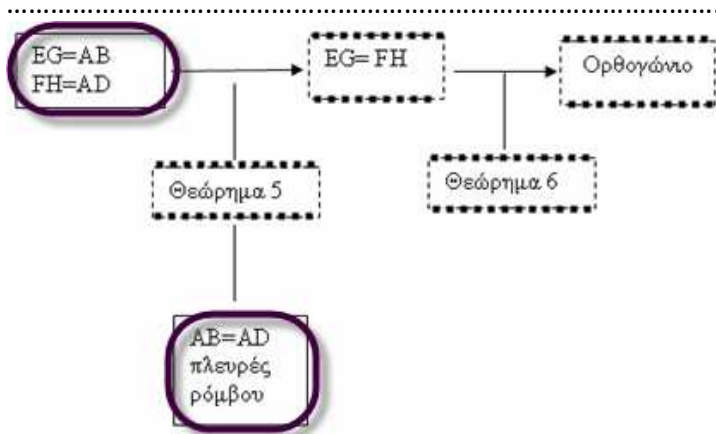 EG=AB
FH=AD
EG= FH
Ορθογώνιο
Θεώρημα 5
Θεώρημα 6
AB=AD
πλευρές
ρόμβου